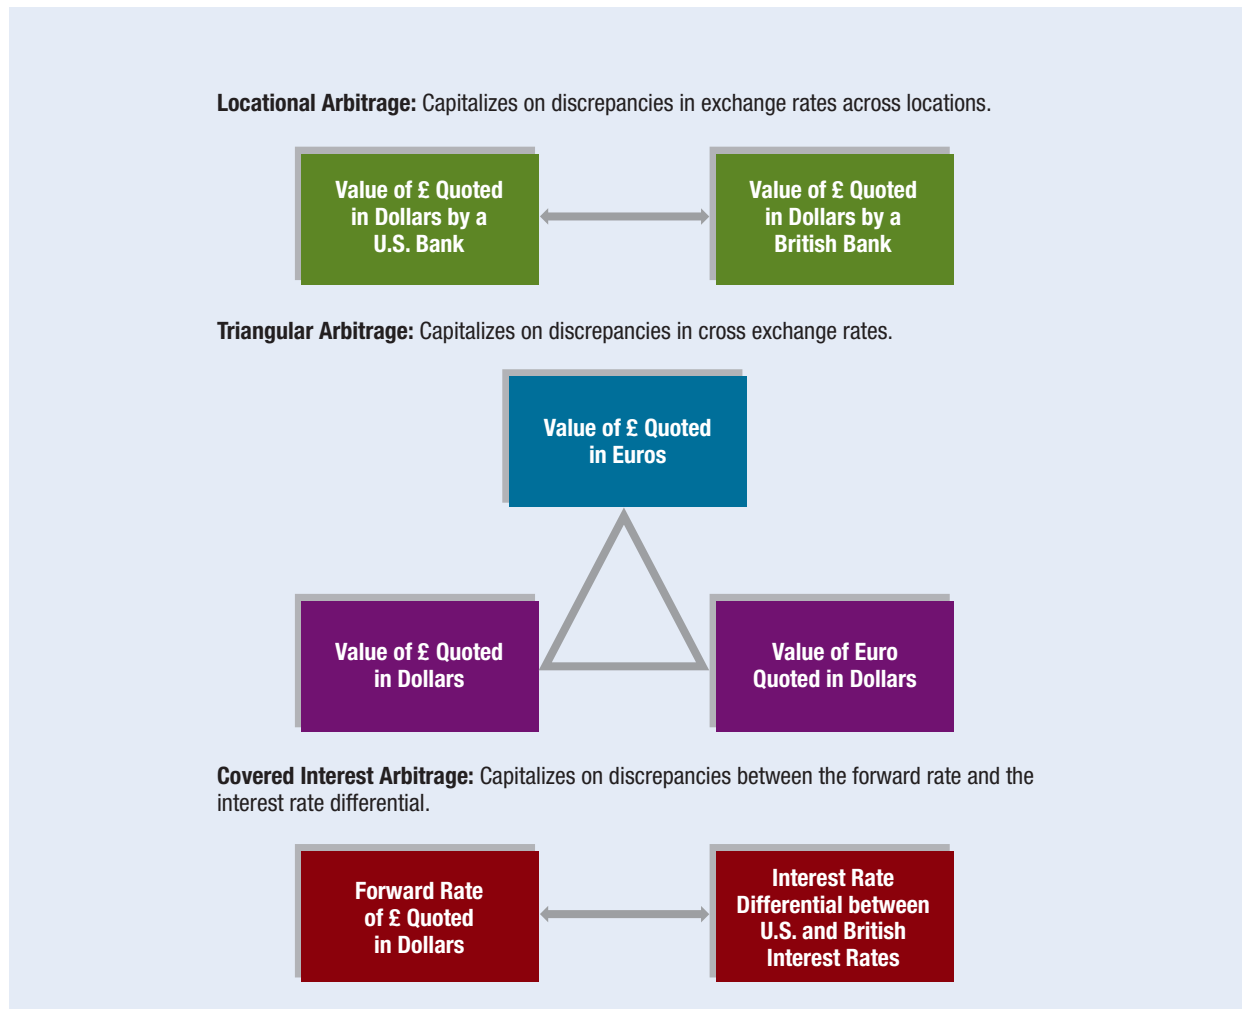 Locational Arbitrage: Capitalizes on discrepancies in exchange rates across locations.
Value of £ Quoted
in Dollars by a
U.S. Bank
Value of £ Quoted
in Dollars by a
British Bank
Triangular Arbitrage: Capitalizes on discrepancies in cross exchange rates.
Value of £ Quoted
in Euros
Value of £ Quoted
in Dollars
Value of Euro
Quoted in Dollars
Covered Interest Arbitrage: Capitalizes on discrepancies between the forward rate and the
interest rate differential.
Forward Rate
of £ Quoted
in Dollars
Interest Rate
Differential between
U.S. and British
Interest Rates